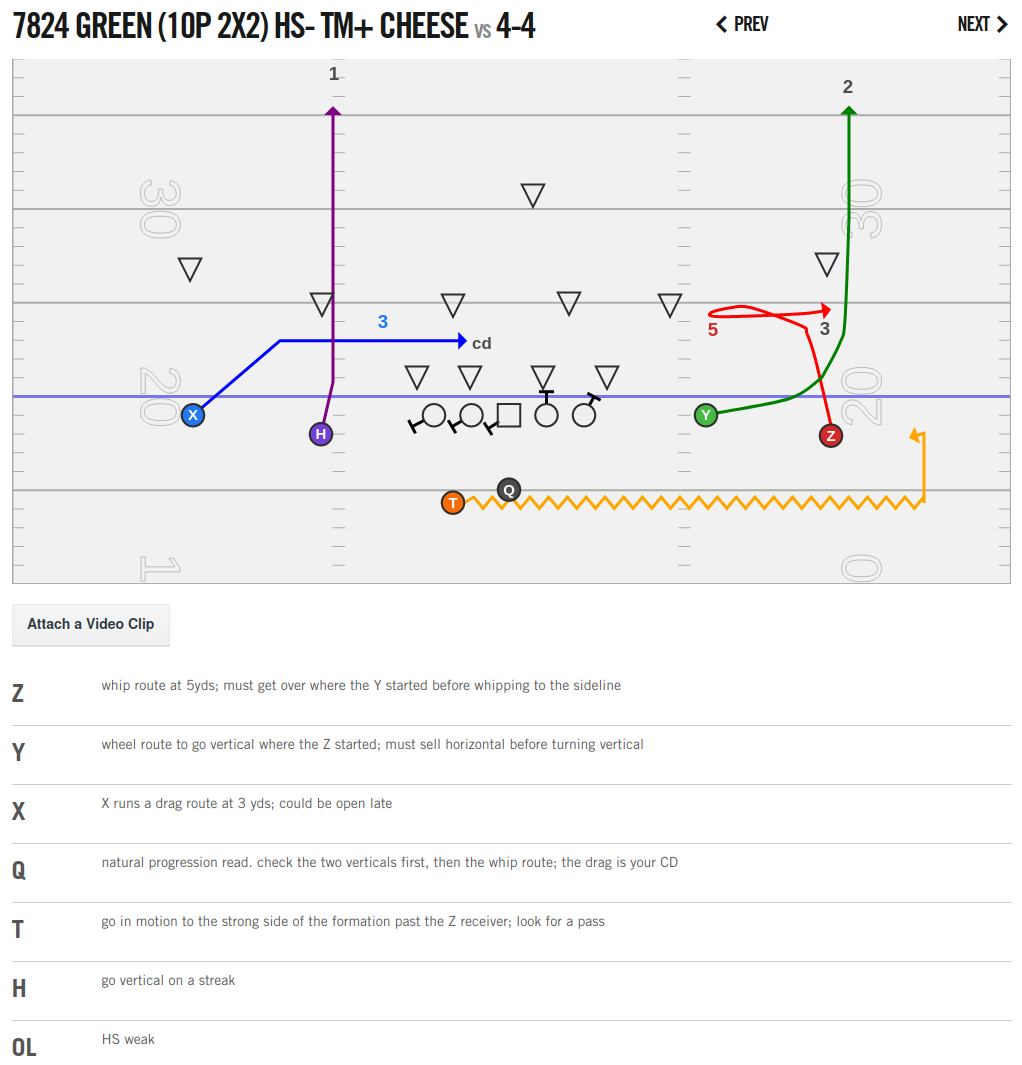 7824 GREEN (10P 2X2) HS- TM+ CHEESE vs 4-4
PREV
NEXT
1
2
30
30
3
cd
5
3
20
20
X
H
Y
Z
T
Q
1
0
Attach a Video Clip
Z whip route at 5yds; must get over where the Y started before whipping to the sideline
Y wheel route to go vertical where the Z started; must sell horizontal before turning vertical
X X runs a drag route at 3 yds; could be open late
Q natural progression read. check the two verticals first, then the whip route; the drag is your CD
T go in motion to the strong side of the formation past the Z receiver; look for a pass
H go vertical on a streak
OL HS weak